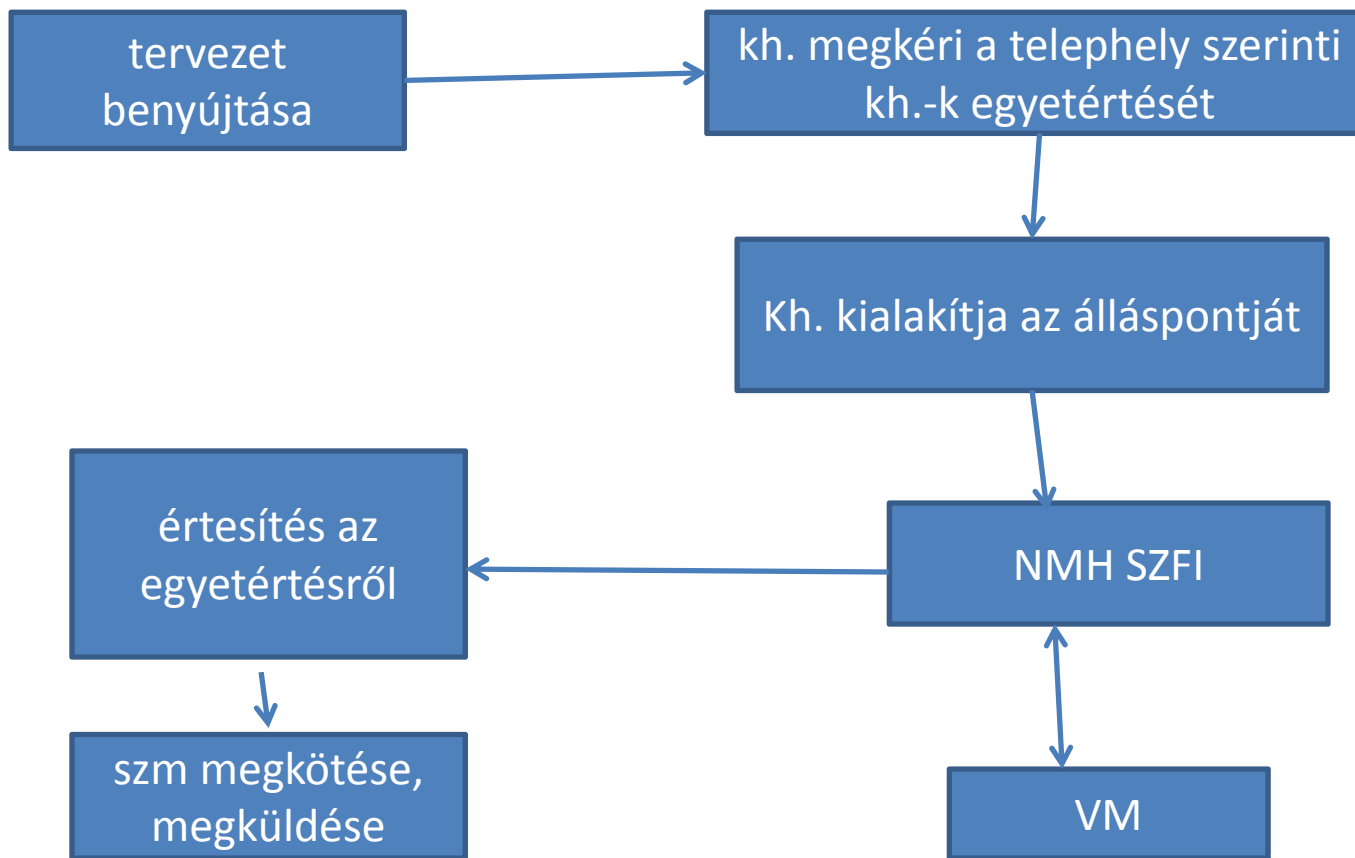 tervezet
benyújtása
kh. megkéri a telephely szerinti
kh.-k egyetértését
Kh. kialakítja az álláspontját
NMH SZFI
VM
értesítés az
egyetértésről
szm megkötése,
megküldése